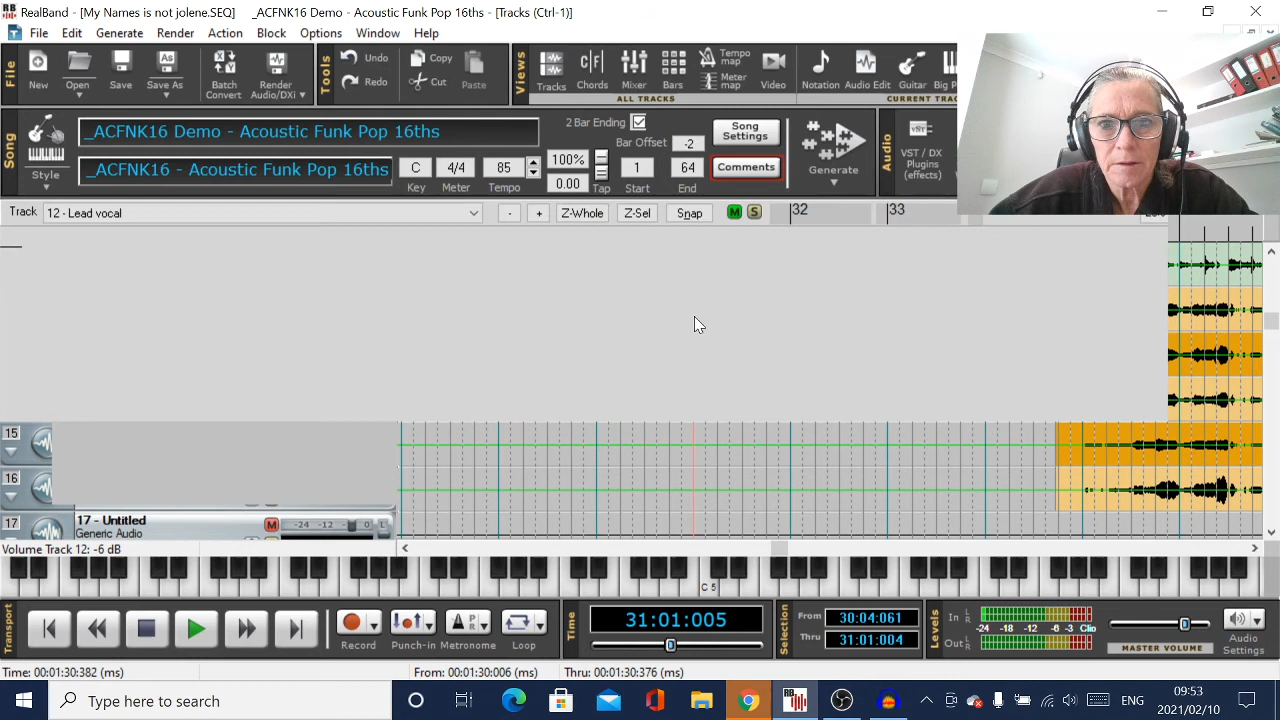 RealBand - [My Names is not jolene.SEQ]   _ACFNK16 Demo - Acoustic Funk Pop 16ths - [Tracks (Ctrl-1)]
File Edit Generate Render Action Block Options Window Help
File New Open Save Save As Batch Convert Render Audio/DXi Tools Undo Redo Copy Cut Paste Views Tracks Chords Mixer Bars Tempo map Meter map Video Notation Audio Edit Guitar
ALL TRACKS CURRENT
Song Style _ACFNK16 Demo - Acoustic Funk Pop 16ths 2 Bar Ending Bar Offset -2 Song Settings
_ACFNK16 - Acoustic Funk Pop 16ths C 4/4 85 100% 0.00 1 64 Comments Generate Audio VST / DX Plugins (effects)
Key Meter Tempo Tap Start End
Track 12 - Lead vocal - + Z-Whole Z-Sel Snap M S 32 33
15
16
17 17 - Untitled M -24 -12 0 L
Generic Audio
Volume Track 12: -6 dB
C 5
Transport Record Punch-in Metronome Loop Time 31:01:005 Selection From 30:04:061 Thru 31:01:004 Levels In L R -24 -18 -12 -6 -3 Clip Out L R MASTER VOLUME Audio Settings
Time: 00:01:30:382 (ms) From: 00:01:30:006 (ms) Thru: 00:01:30:376 (ms)
Type here to search ENG 09:53
2021/02/10